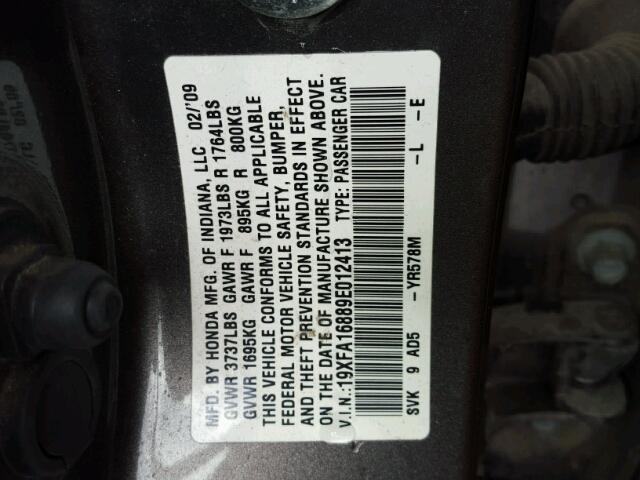 MFD. BY HONDA MFG. OF INDIANA, LLC 02/'09
GVWR 3737LBS GAWR F 1973LBS R 1764LBS
GVWR 1695KG GAWR F 895KG R 800KG
THIS VEHICLE CONFORMS TO ALL APPLICABLE
FEDERAL MOTOR VEHICLE SAFETY, BUMPER,
AND THEFT PREVENTION STANDARDS IN EFFECT
ON THE DATE OF MANUFACTURE SHOWN ABOVE.
V.I.N.:19XFA16889E012413 TYPE: PASSENGER CAR
SVK 9 AD5 -YR578M -L -E